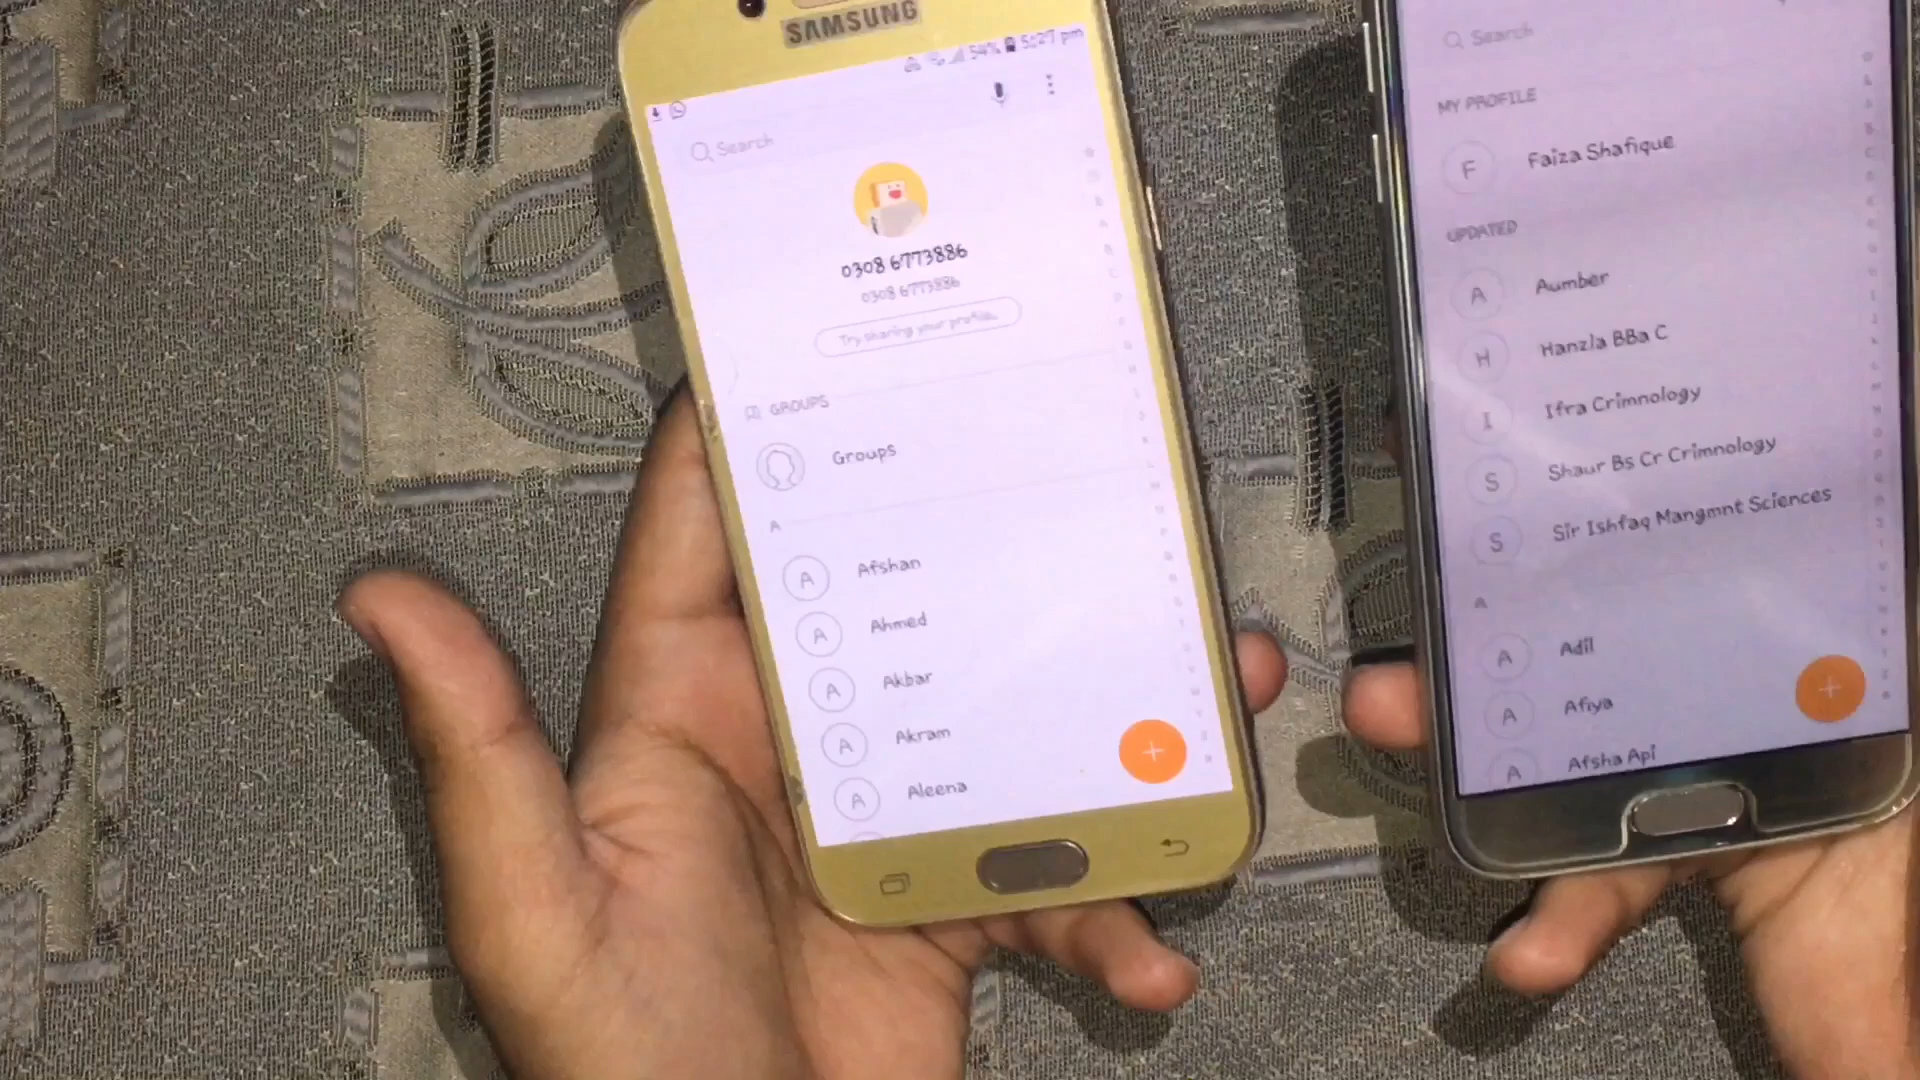 SAMSUNG
54% 5:27 pm
Search
0308 6773886
0308 6773886
Try sharing your profile.
GROUPS
Groups
A
A Afshan
A Ahmed
A Akbar
A Akram
A Aleena
Search
MY PROFILE
F Faiza Shafique
UPDATED
A Aumber
H Hanzla BBa C
I Ifra Crimnology
S Shaur Bs Cr Crimnology
S Sir Ishfaq Mangmnt Sciences
A
A Adil
A Afiya
A Afsha Api